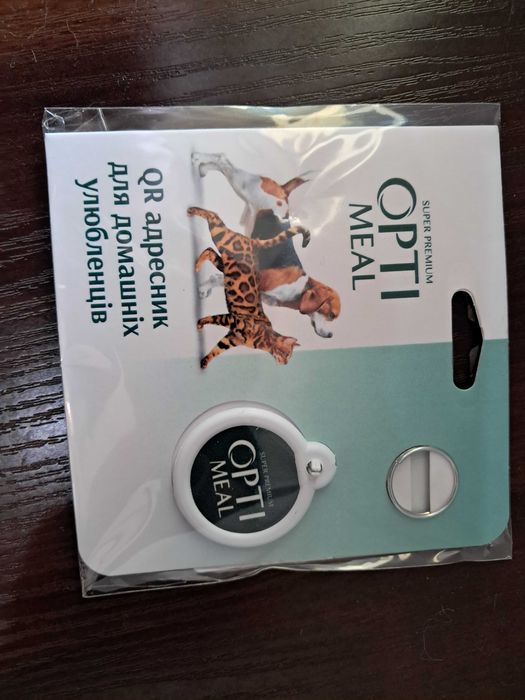 SUPER PREMIUM
OPTI
MEAL
QR адресник
для домашніх
улюбленців
SUPER PREMIUM
OPTI
MEAL